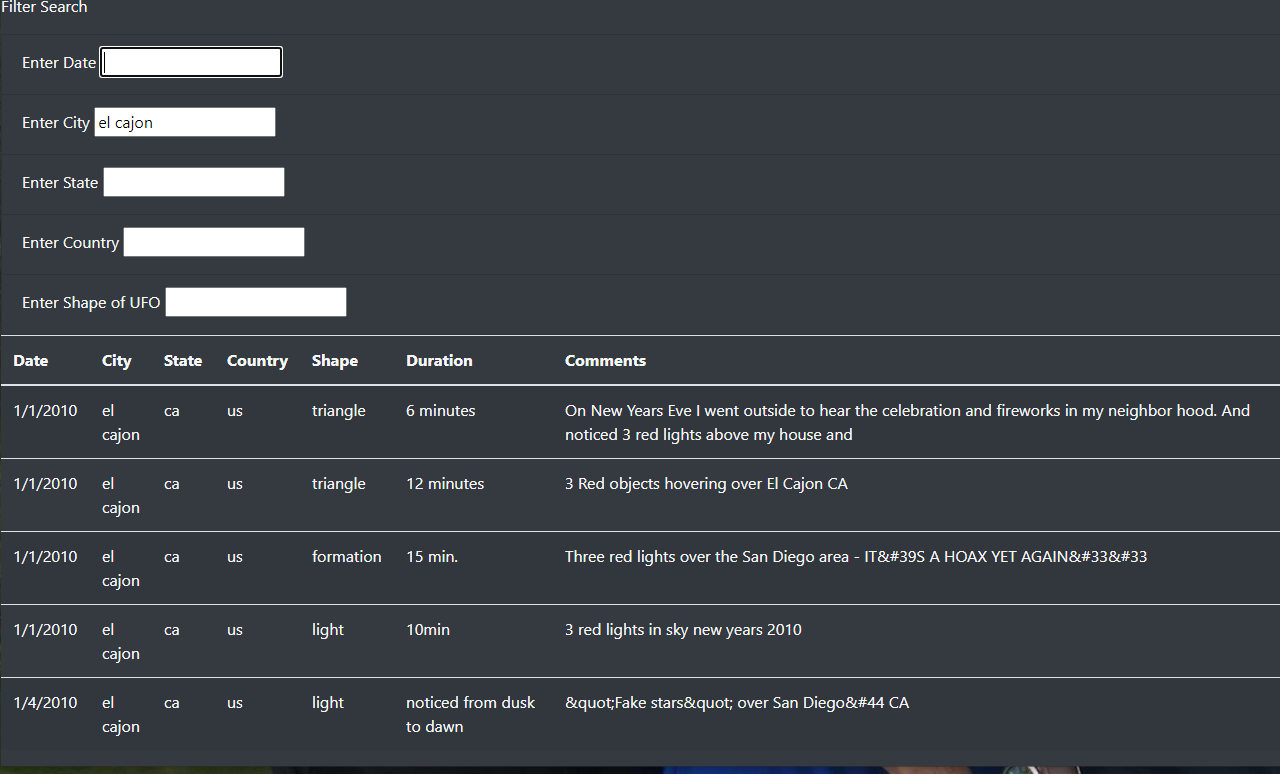 Filter Search
Enter Date
Enter City el cajon
Enter State
Enter Country
Enter Shape of UFO
Date City State Country Shape Duration Comments
1/1/2010 el cajon ca us triangle 6 minutes On New Years Eve I went outside to hear the celebration and fireworks in my neighbor hood. And
noticed 3 red lights above my house and
1/1/2010 el cajon ca us triangle 12 minutes 3 Red objects hovering over El Cajon CA
1/1/2010 el cajon ca us formation 15 min. Three red lights over the San Diego area - IT&#39S A HOAX YET AGAIN&#33&#33
1/1/2010 el cajon ca us light 10min 3 red lights in sky new years 2010
1/4/2010 el cajon ca us light noticed from dusk to dawn &quot;Fake stars&quot; over San Diego&#44 CA